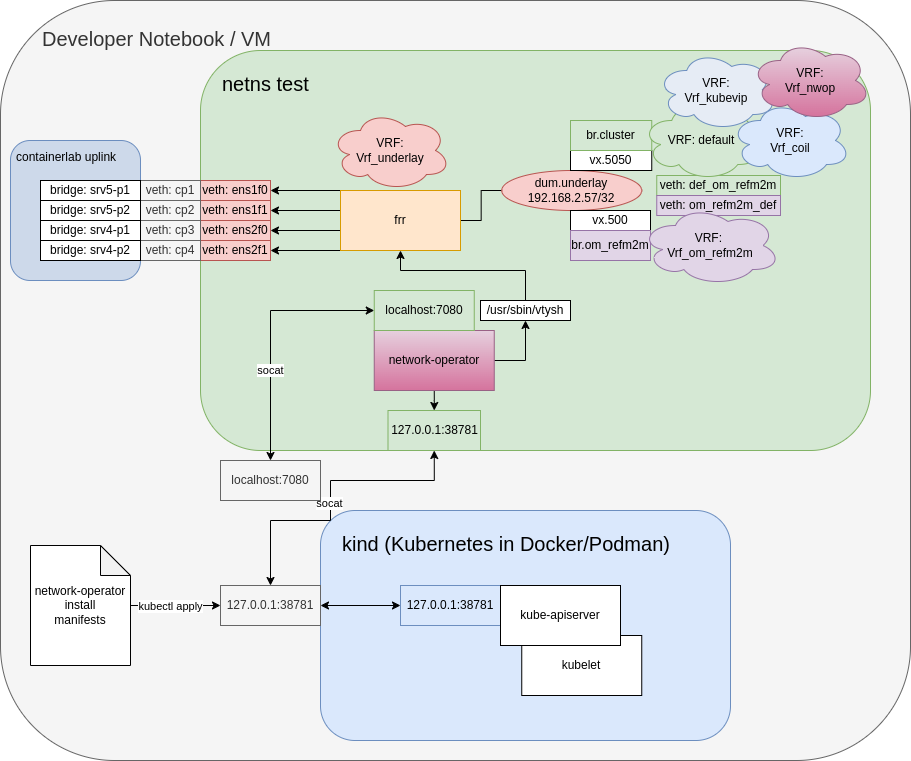 Developer Notebook / VM
netns test
VRF:
Vrf_kubevip
VRF:
Vrf_nwop
VRF: default
VRF:
Vrf_coil
VRF:
Vrf_underlay
br.cluster
vx.5050
dum.underlay
192.168.2.57/32
vx.500
br.om_refm2m
veth: def_om_refm2m
veth: om_refm2m_def
VRF:
Vrf_om_refm2m
containerlab uplink
bridge: srv5-p1
veth: cp1
veth: ens1f0
bridge: srv5-p2
veth: cp2
veth: ens1f1
bridge: srv4-p1
veth: cp3
veth: ens2f0
bridge: srv4-p2
veth: cp4
veth: ens2f1
frr
localhost:7080
/usr/sbin/vtysh
network-operator
socat
127.0.0.1:38781
localhost:7080
socat
kind (Kubernetes in Docker/Podman)
network-operator
install
manifests
kubectl apply
127.0.0.1:38781
127.0.0.1:38781
kube-apiserver
kubelet